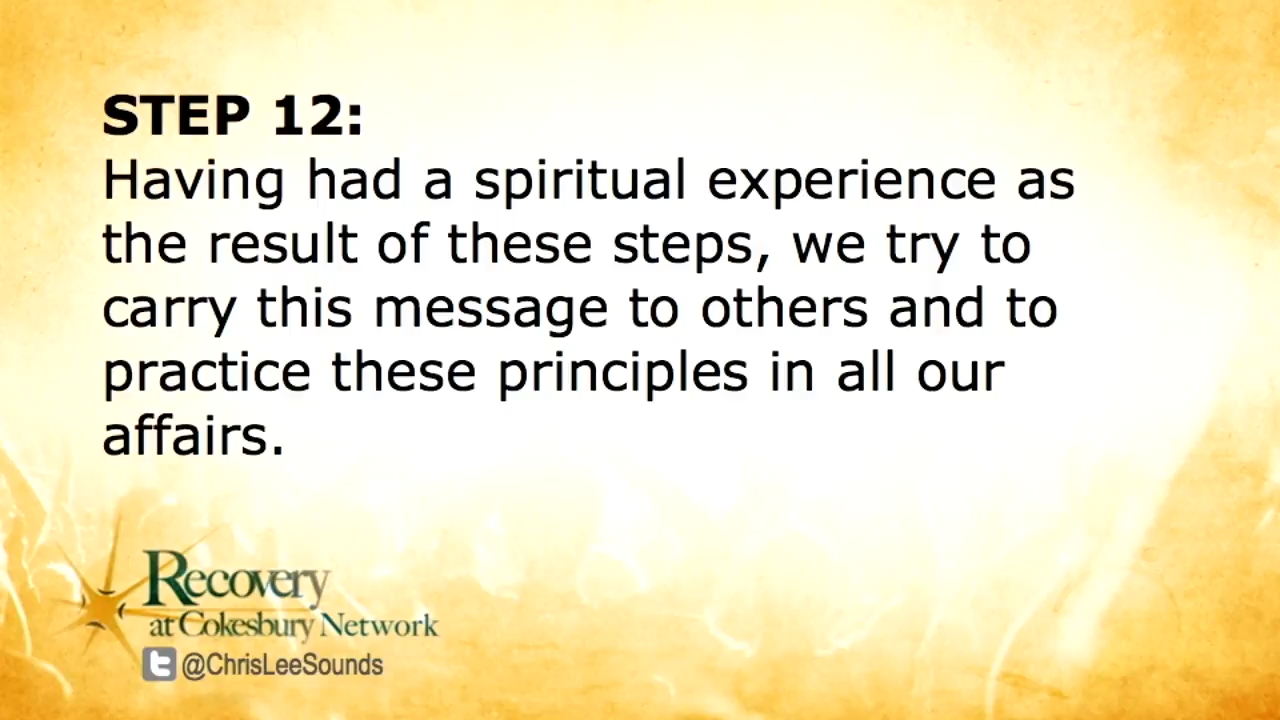 STEP 12:
Having had a spiritual experience as
the result of these steps, we try to
carry this message to others and to
practice these principles in all our
affairs.
Recovery
at Cokesbury Network
@ChrisLeeSounds